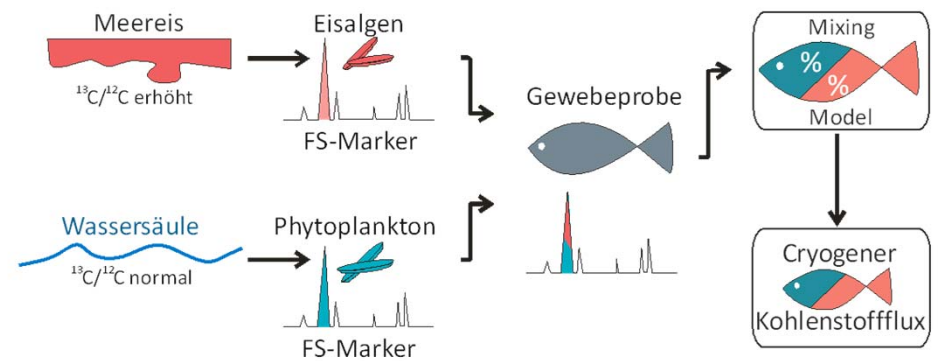 Meereis
¹³C/¹²C erhöht
Eisalgen
FS-Marker
Wassersäule
¹³C/¹²C normal
Phytoplankton
FS-Marker
Gewebeprobe
Mixing
%
%
Model
Cryogener
Kohlenstoffflux